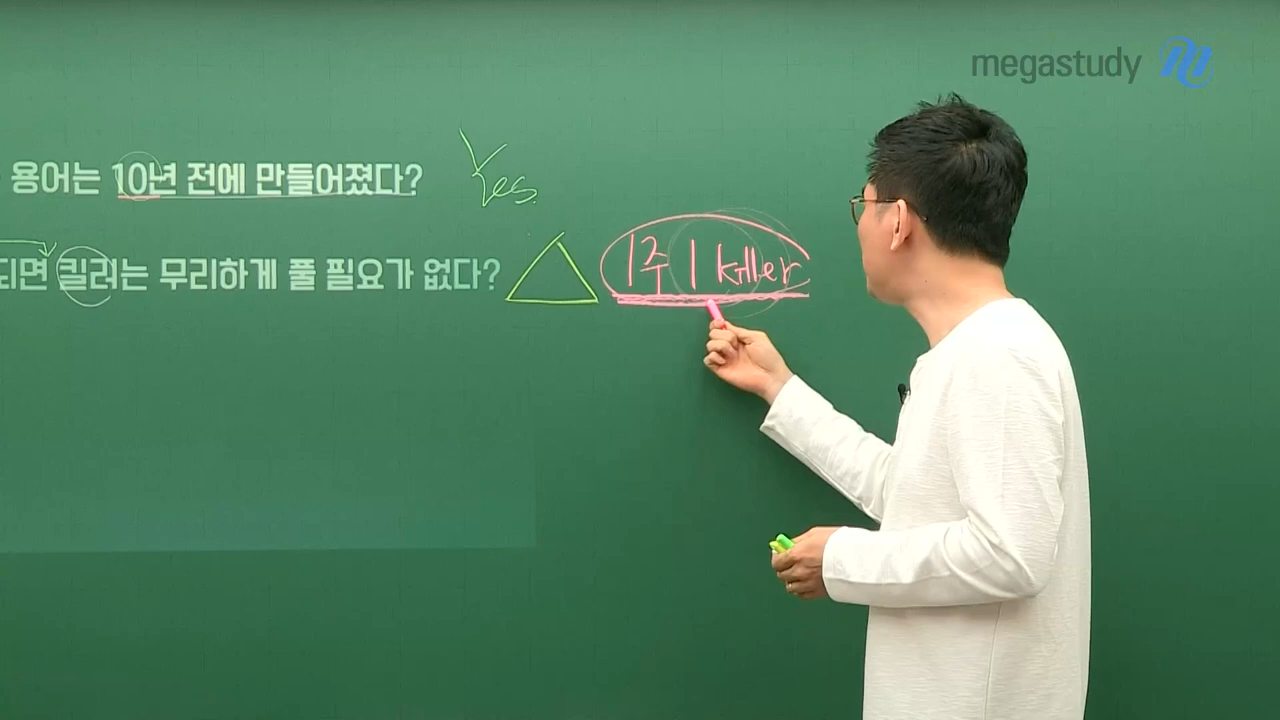 megastudy
용어는 10년 전에 만들어졌다?
Yes.
되면 킬러는 무리하게 풀 필요가 없다?
1주 1 killer